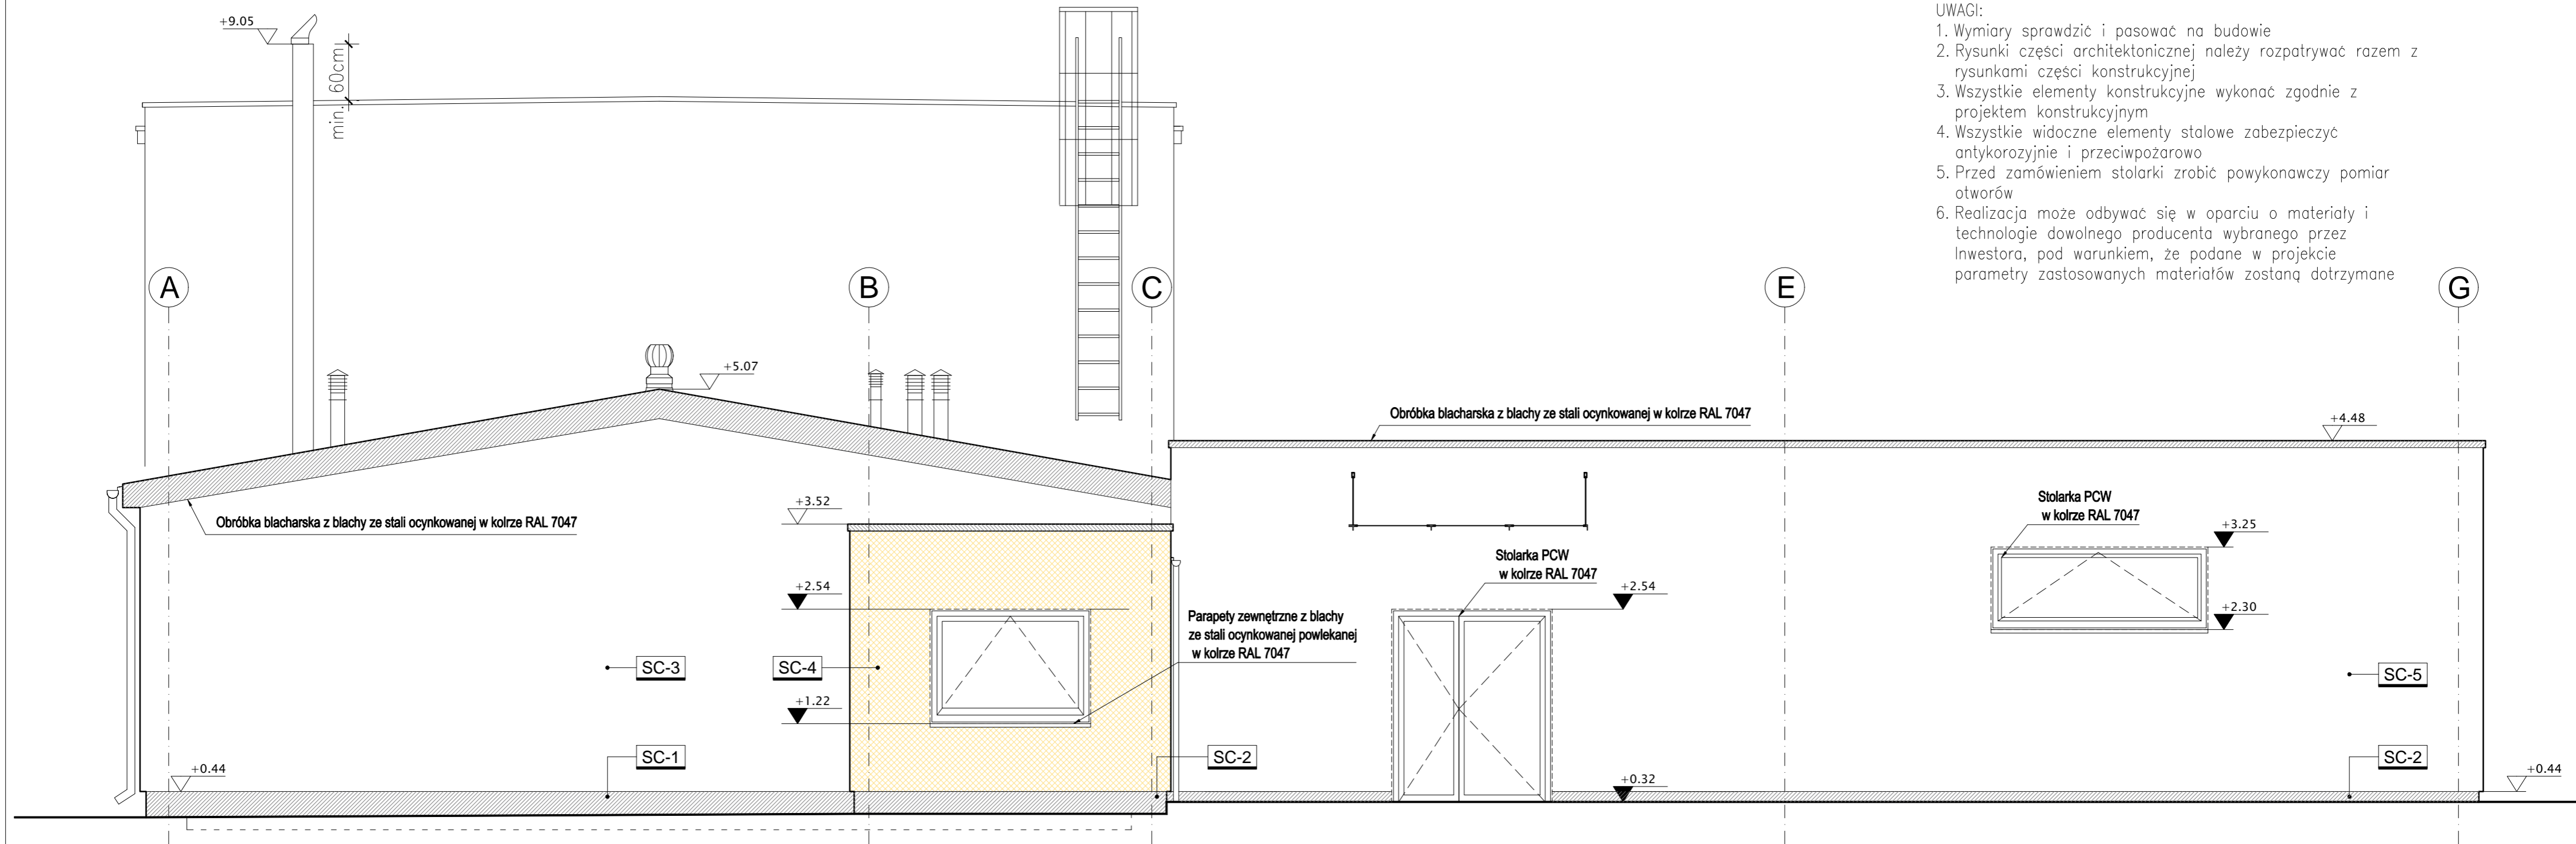 UWAGI:
1. Wymiary sprawdzić i pasować na budowie
2. Rysunki części architektonicznej należy rozpatrywać razem z
rysunkami części konstrukcyjnej
3. Wszystkie elementy konstrukcyjne wykonać zgodnie z
projektem konstrukcyjnym
4. Wszystkie widoczne elementy stalowe zabezpieczyć
antykorozyjnie i przeciwpożarowo
5. Przed zamówieniem stolarki zrobić powykonawczy pomiar
otworów
6. Realizacja może odbywać się w oparciu o materiały i
technologie dowolnego producenta wybranego przez
Inwestora, pod warunkiem, że podane w projekcie
parametry zastosowanych materiałów zostaną dotrzymane
+9.05
min. 60cm
A
B
C
E
G
+5.07
Obróbka blacharska z blachy ze stali ocynkowanej w kolrze RAL 7047
+4.48
Obróbka blacharska z blachy ze stali ocynkowanej w kolrze RAL 7047
+3.52
Stolarka PCW
w kolrze RAL 7047
+3.25
Stolarka PCW
w kolrze RAL 7047
+2.54
+2.54
+2.30
Parapety zewnętrzne z blachy
ze stali ocynkowanej powlekanej
w kolrze RAL 7047
SC-3
SC-4
SC-5
+1.22
SC-1
SC-2
SC-2
+0.44
+0.32
+0.44